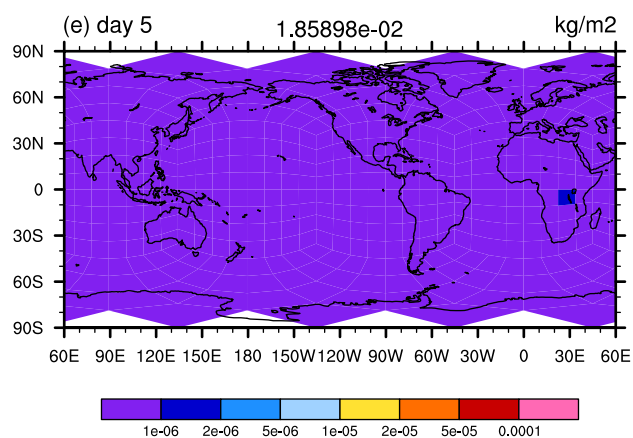 (e) day 5 1.85898e-02 kg/m2
90N
60N
30N
0
30S
60S
90S
60E 90E 120E 150E 180 150W 120W 90W 60W 30W 0 30E 60E
1e-06 2e-06 5e-06 1e-05 2e-05 5e-05 0.0001